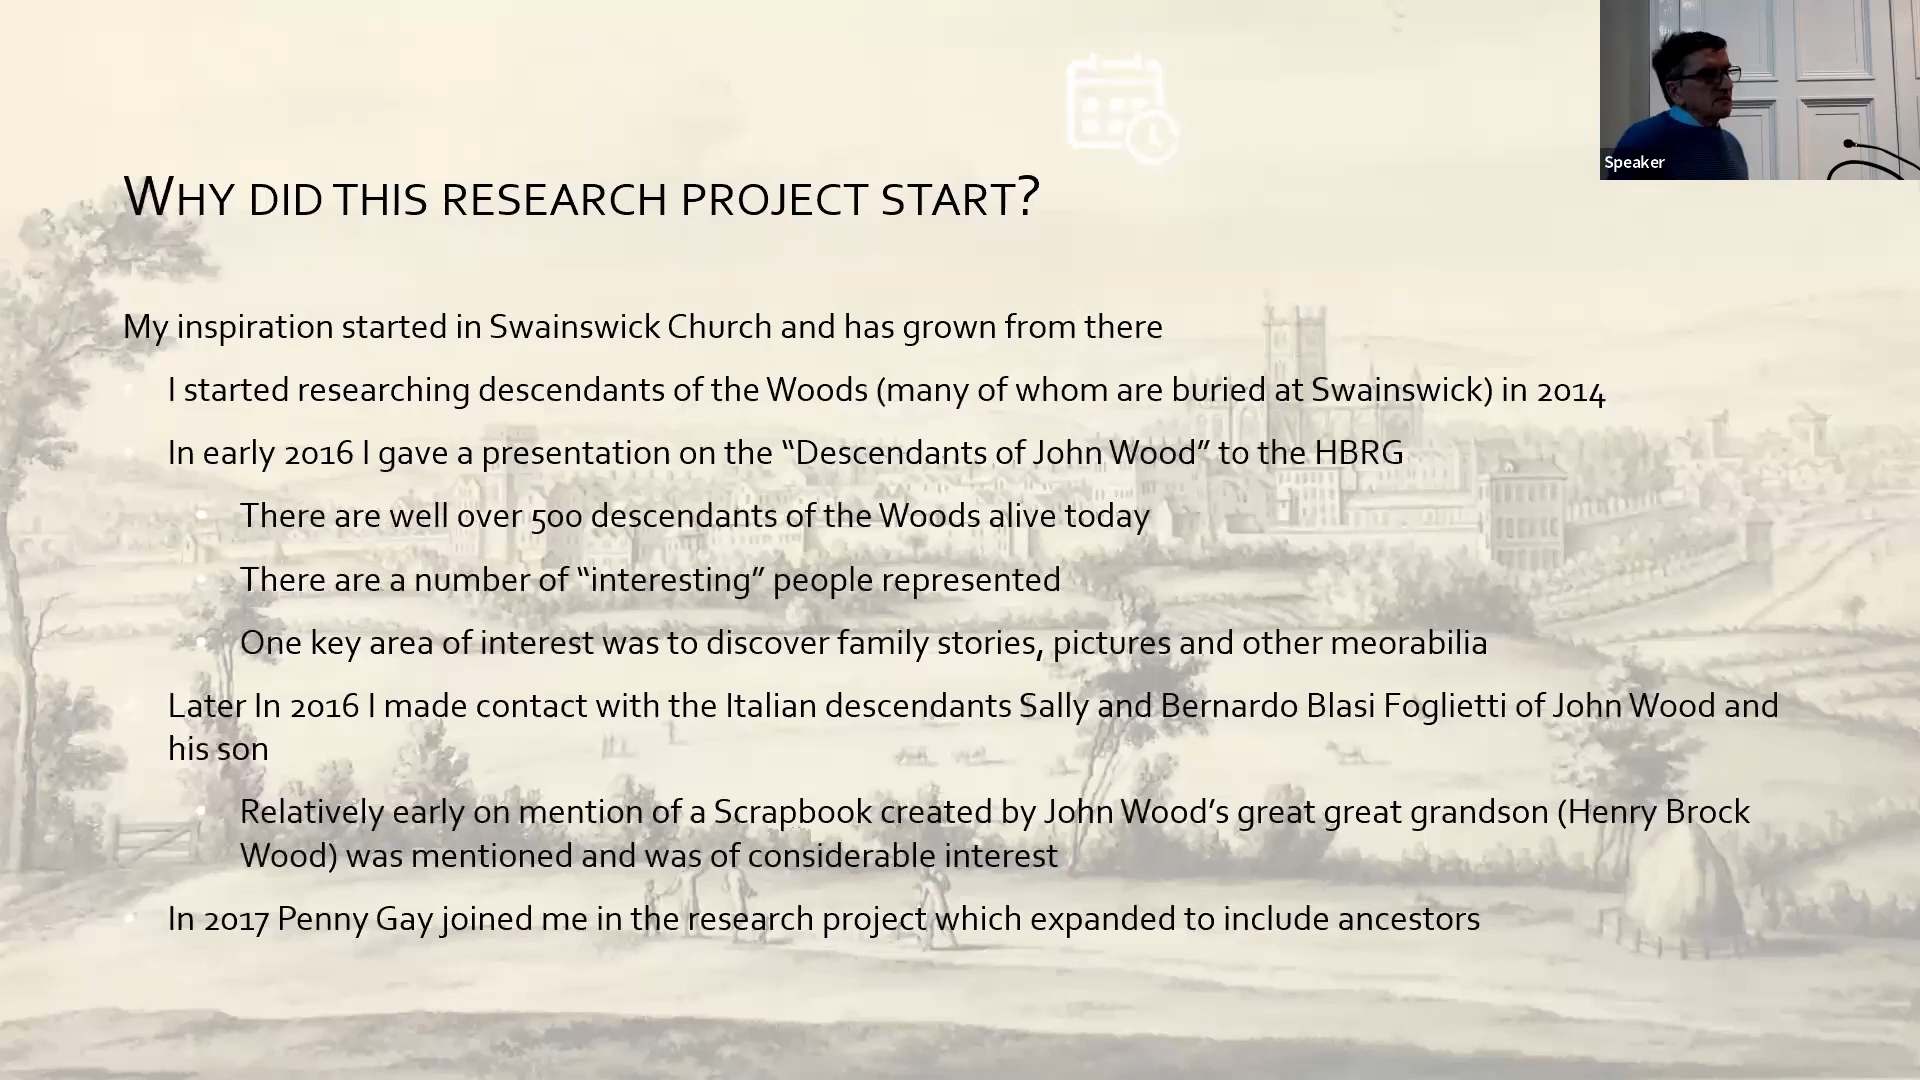 Speaker
WHY DID THIS RESEARCH PROJECT START?
My inspiration started in Swainswick Church and has grown from there
I started researching descendants of the Woods (many of whom are buried at Swainswick) in 2014
In early 2016 I gave a presentation on the “Descendants of John Wood” to the HBRG
There are well over 500 descendants of the Woods alive today
There are a number of “interesting” people represented
One key area of interest was to discover family stories, pictures and other meorabilia
Later In 2016 I made contact with the Italian descendants Sally and Bernardo Blasi Foglietti of John Wood and
his son
Relatively early on mention of a Scrapbook created by John Wood’s great great grandson (Henry Brock
Wood) was mentioned and was of considerable interest
In 2017 Penny Gay joined me in the research project which expanded to include ancestors